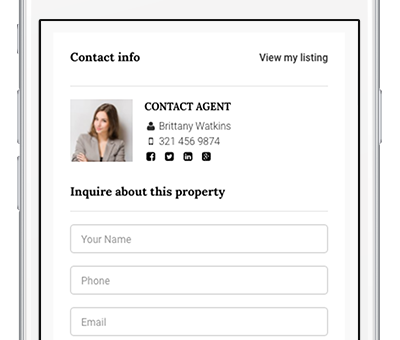 Contact info
View my listing
CONTACT AGENT
Brittany Watkins
321 456 9874
Inquire about this property
Your Name
Phone
Email